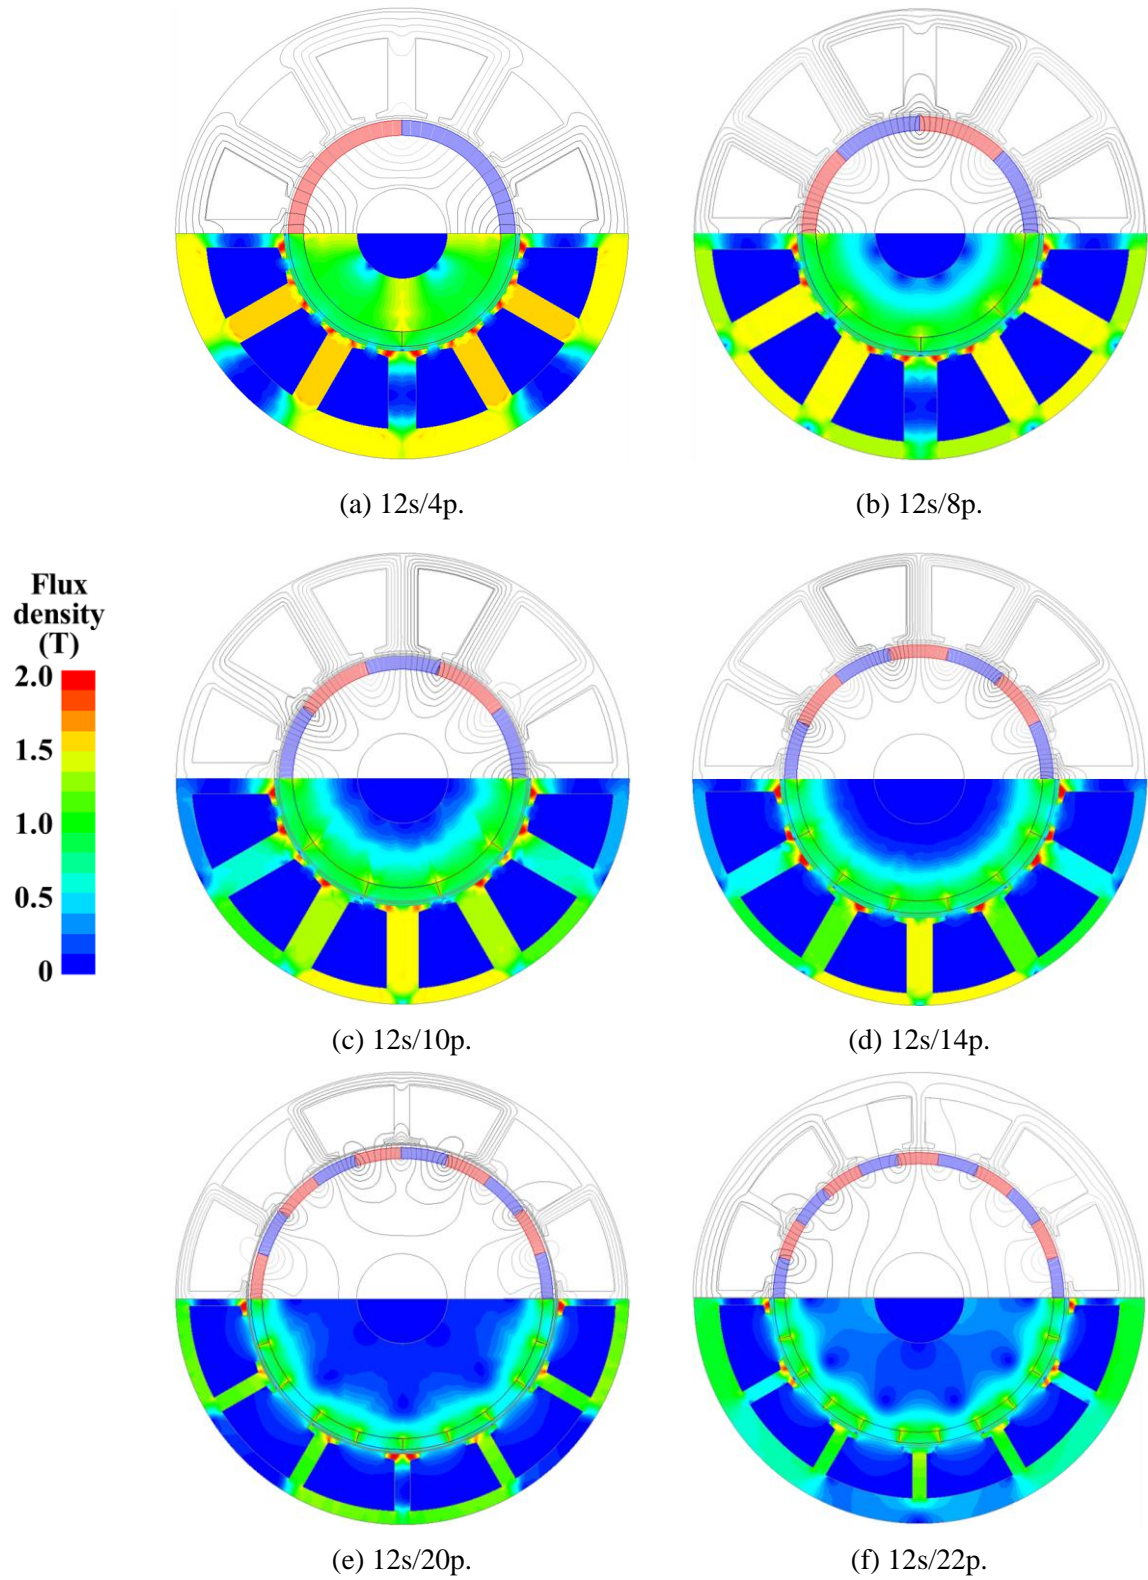 (a) 12s/4p.
(b) 12s/8p.
Flux
density
(T)
2.0
1.5
1.0
0.5
0
(c) 12s/10p.
(d) 12s/14p.
(e) 12s/20p.
(f) 12s/22p.